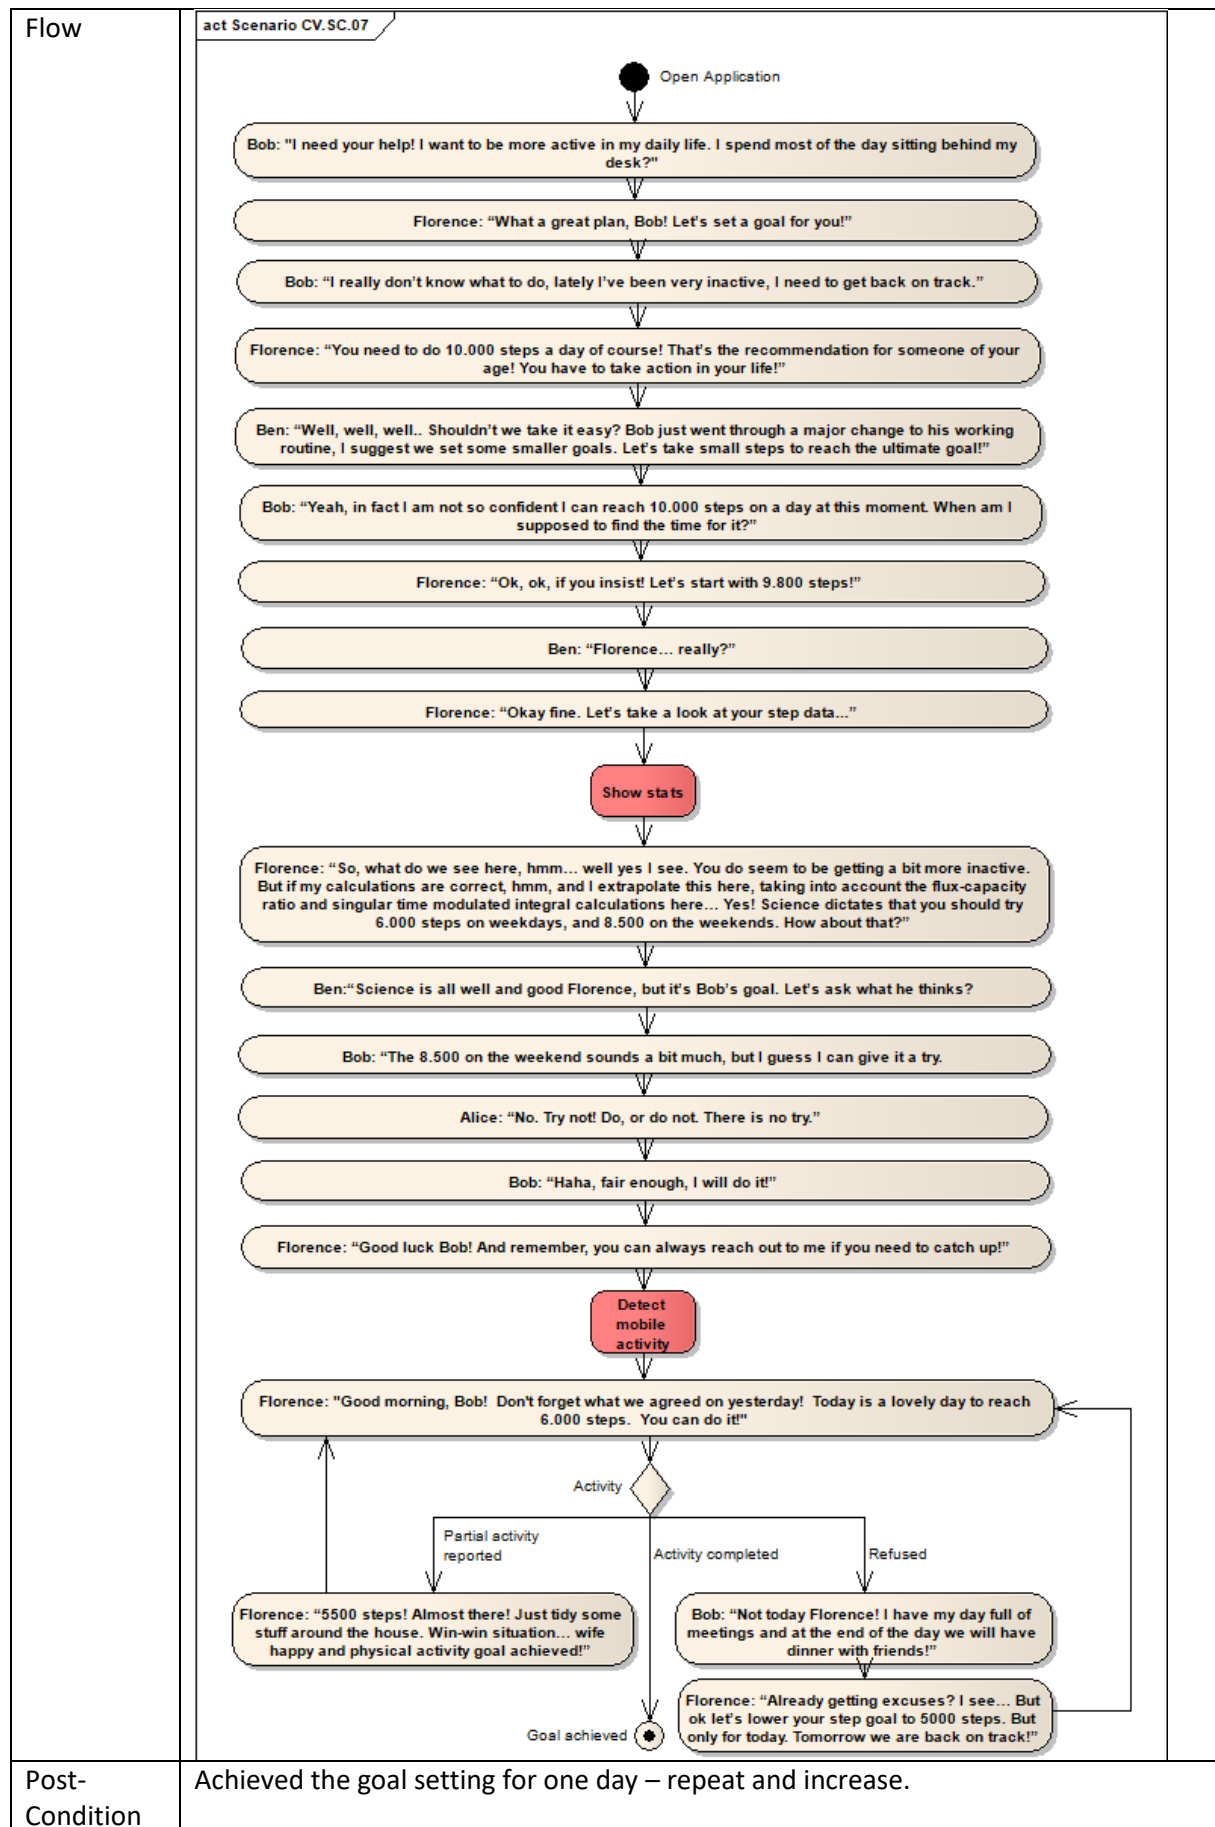 Flow
act Scenario CV.SC.07
Open Application
Bob: "I need your help! I want to be more active in my daily life. I spend most of the day sitting behind my
desk?"
Florence: “What a great plan, Bob! Let’s set a goal for you!”
Bob: “I really don’t know what to do, lately I’ve been very inactive, I need to get back on track.”
Florence: “You need to do 10.000 steps a day of course! That’s the recommendation for someone of your
age! You have to take action in your life!”
Ben: “Well, well, well.. Shouldn’t we take it easy? Bob just went through a major change to his working
routine, I suggest we set some smaller goals. Let’s take small steps to reach the ultimate goal!”
Bob: “Yeah, in fact I am not so confident I can reach 10.000 steps on a day at this moment. When am I
supposed to find the time for it?”
Florence: “Ok, ok, if you insist! Let’s start with 9.800 steps!”
Ben: “Florence… really?”
Florence: “Okay fine. Let’s take a look at your step data...”
Show stats
Florence: “So, what do we see here, hmm… well yes I see. You do seem to be getting a bit more inactive.
But if my calculations are correct, hmm, and I extrapolate this here, taking into account the flux-capacity
ratio and singular time modulated integral calculations here… Yes! Science dictates that you should try
6.000 steps on weekdays, and 8.500 on the weekends. How about that?”
Ben:“Science is all well and good Florence, but it’s Bob’s goal. Let’s ask what he thinks?
Bob: “The 8.500 on the weekend sounds a bit much, but I guess I can give it a try.
Alice: “No. Try not! Do, or do not. There is no try.”
Bob: “Haha, fair enough, I will do it!”
Florence: “Good luck Bob! And remember, you can always reach out to me if you need to catch up!”
Detect
mobile
activity
Florence: "Good morning, Bob!  Don't forget what we agreed on yesterday!  Today is a lovely day to reach
6.000 steps.  You can do it!"
Activity
Partial activity
reported
Activity completed
Refused
Florence: “5500 steps! Almost there! Just tidy some
stuff around the house. Win-win situation… wife
happy and physical activity goal achieved!”
Bob: “Not today Florence! I have my day full of
meetings and at the end of the day we will have
dinner with friends!”
Florence: “Already getting excuses? I see… But
ok let’s lower your step goal to 5000 steps. But
only for today. Tomorrow we are back on track!”
Goal achieved
Post-
Condition
Achieved the goal setting for one day – repeat and increase.